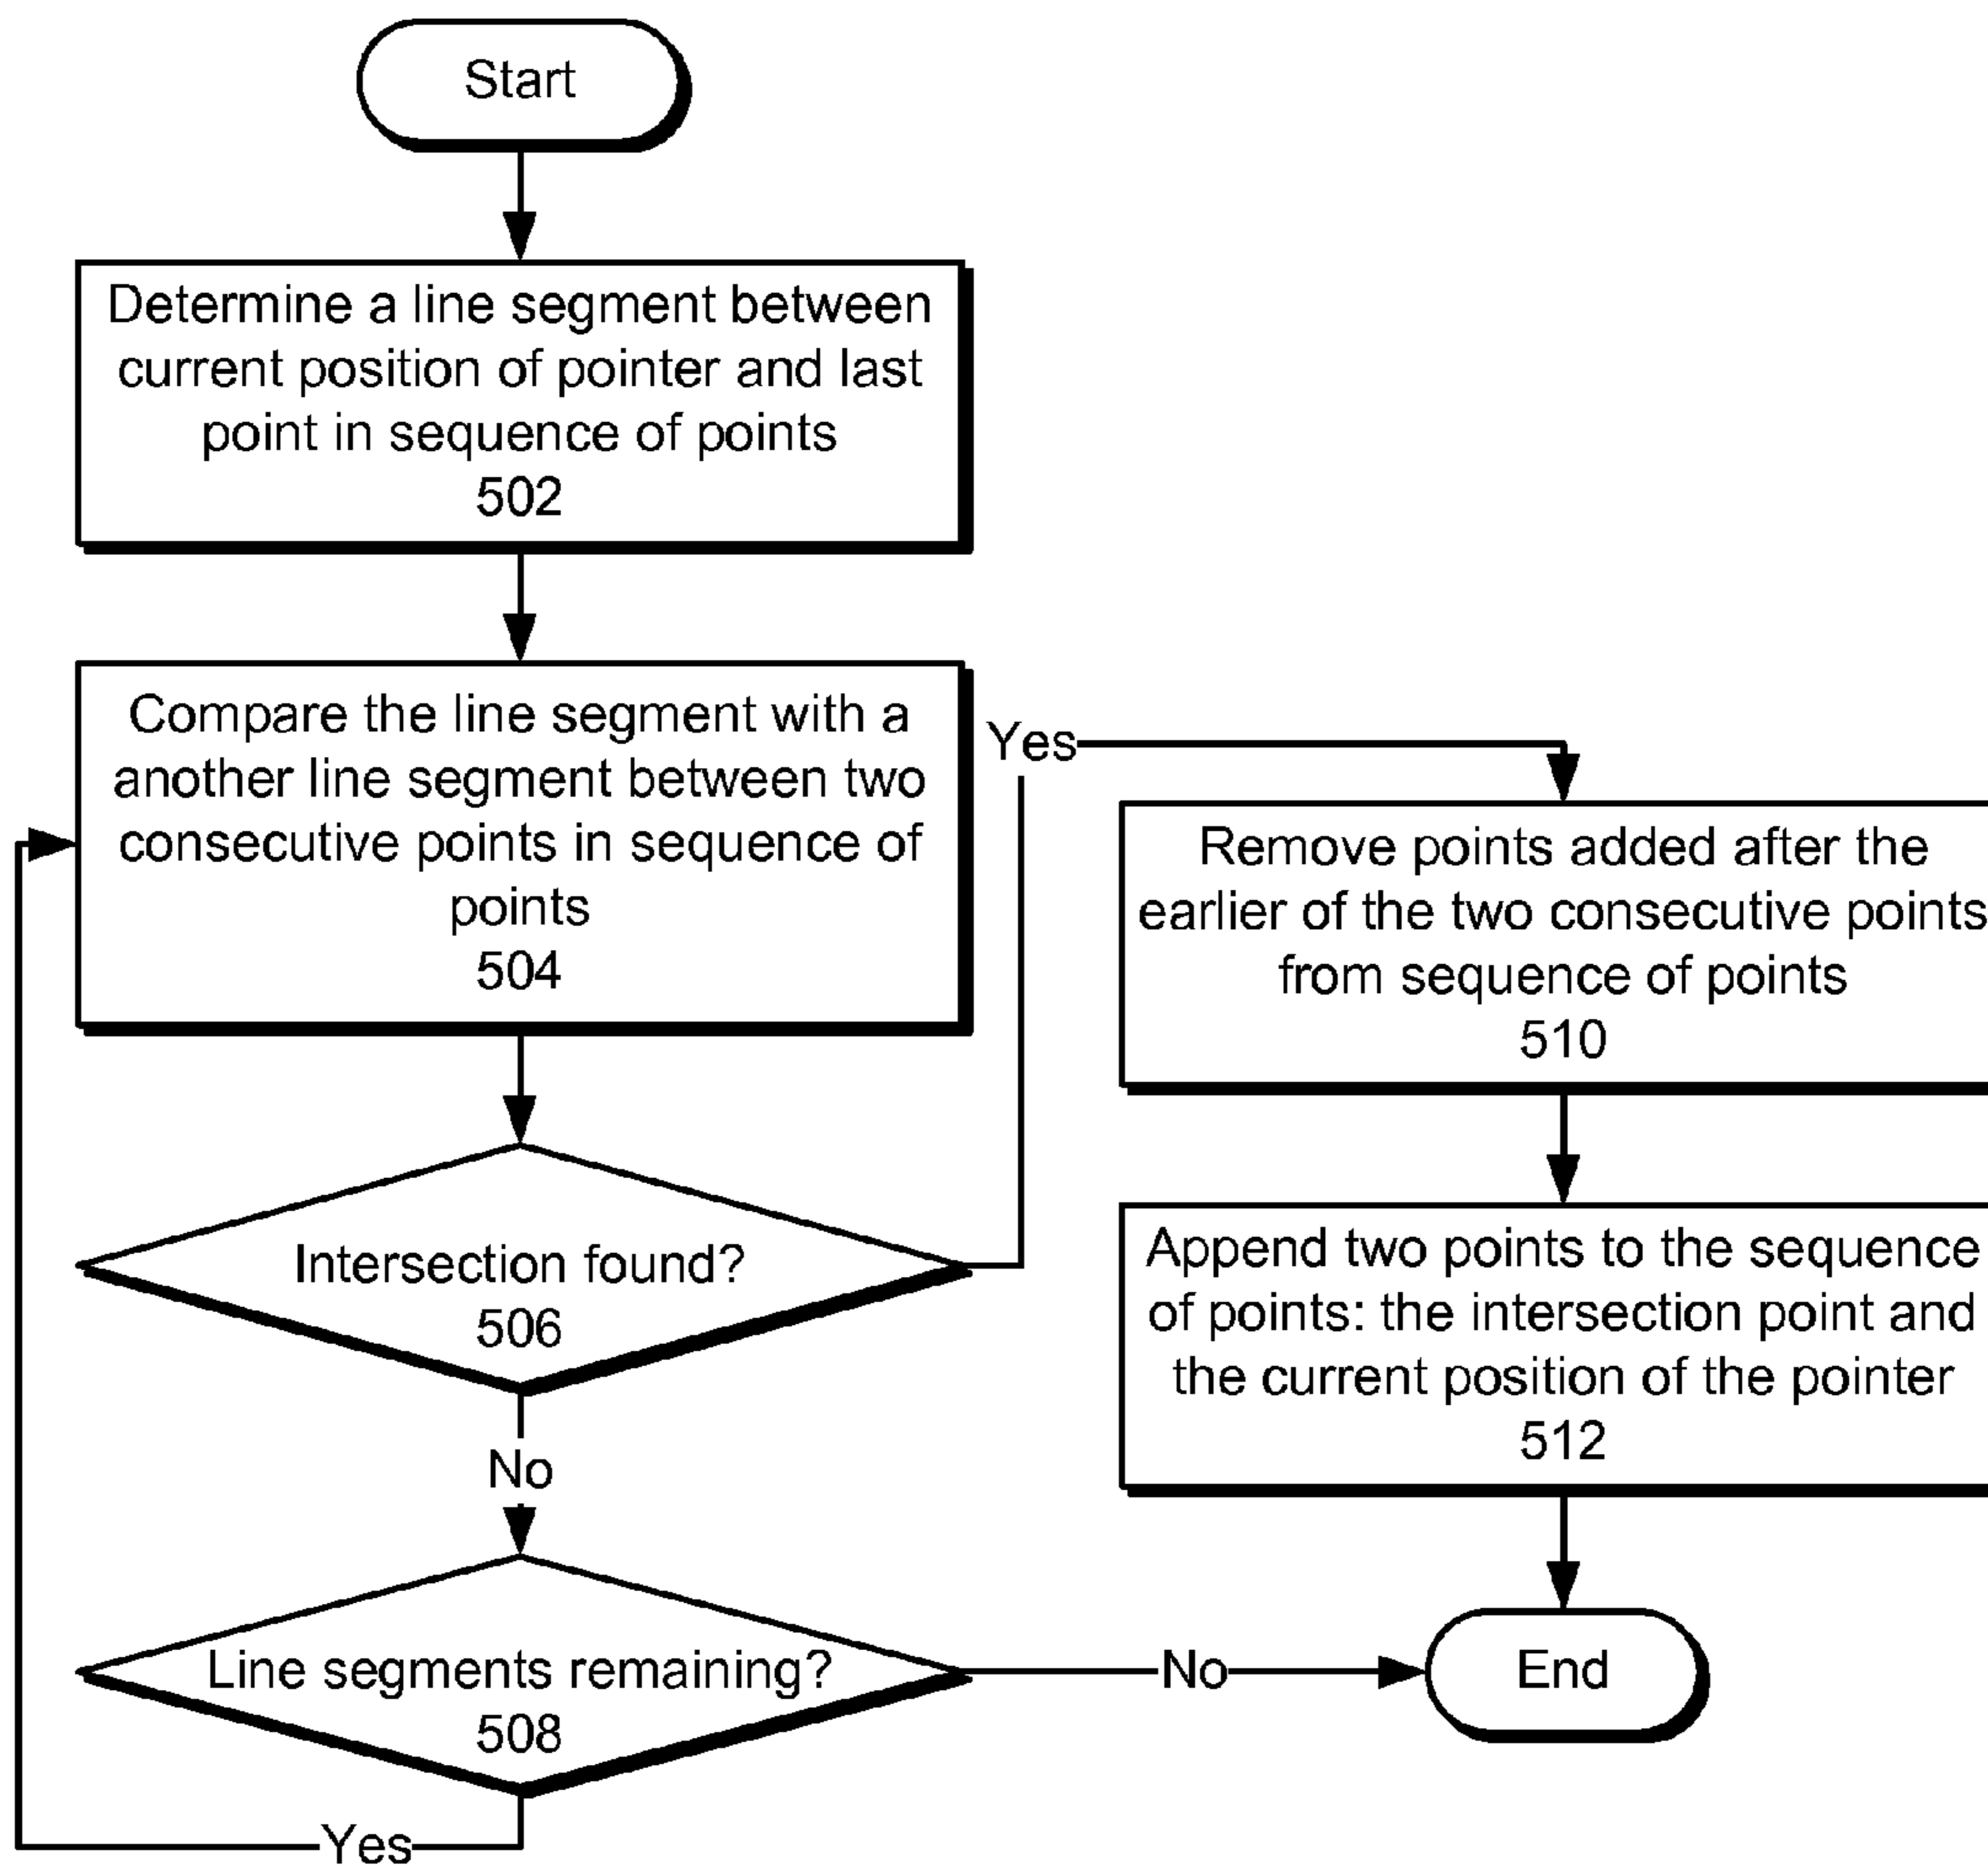 Start
Determine a line segment between
current position of pointer and last
point in sequence of points
502
Compare the line segment with a
another line segment between two
consecutive points in sequence of
points
504
Intersection found?
506
No
Line segments remaining?
508
Yes
Yes
Remove points added after the
earlier of the two consecutive points
from sequence of points
510
Append two points to the sequence
of points: the intersection point and
the current position of the pointer
512
No
End